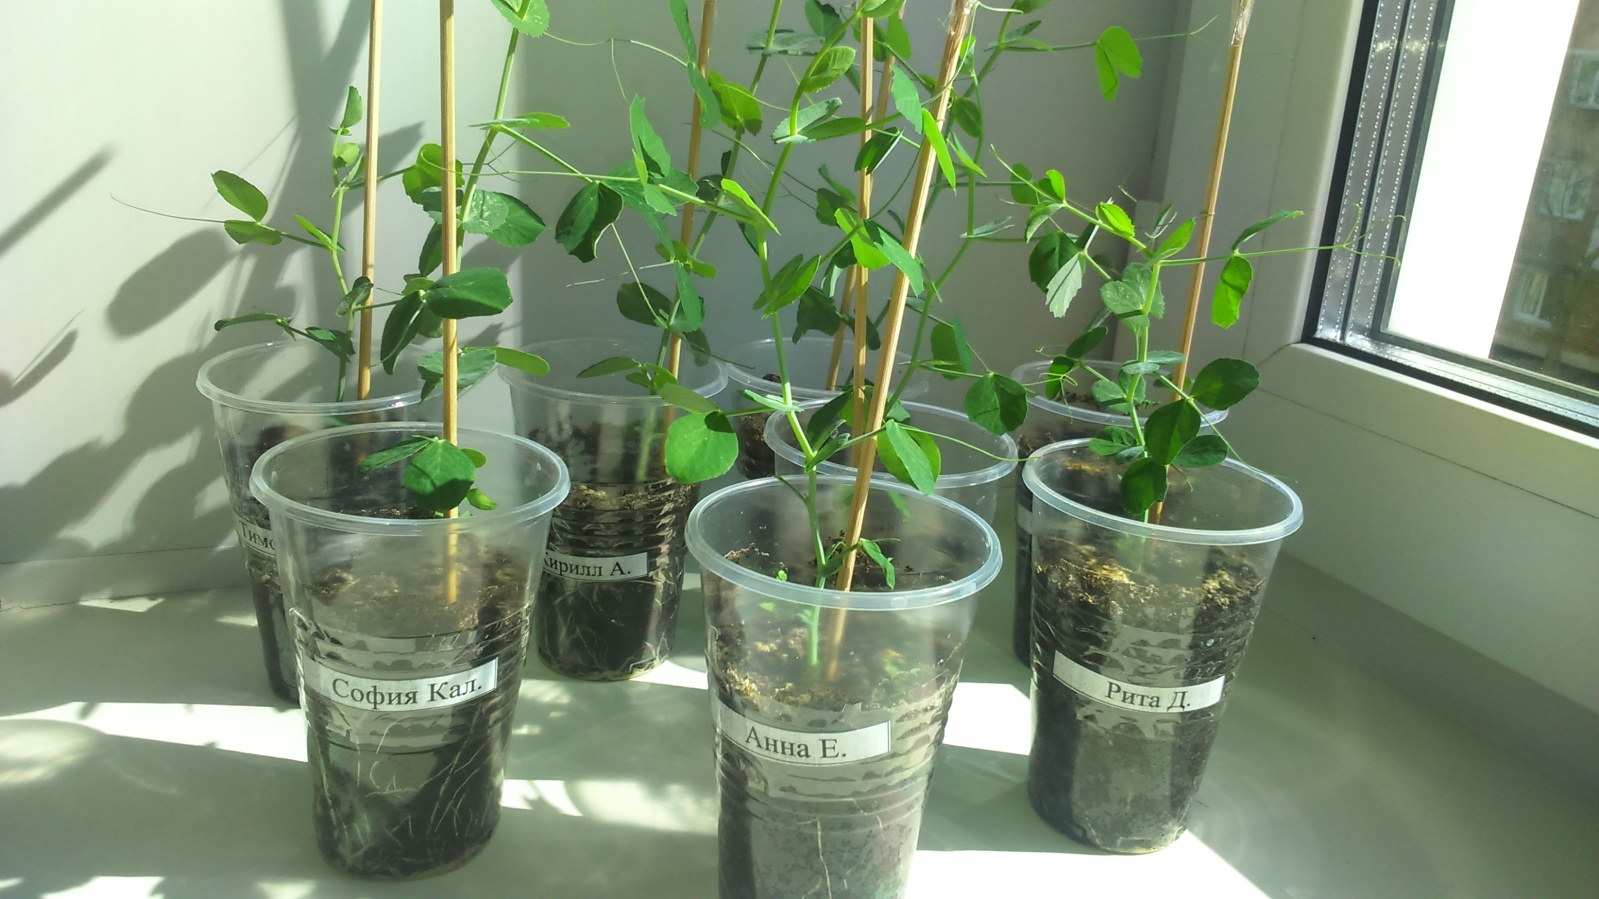 Кирилл А.
София Кал.
Рита Д.
Анна Е.